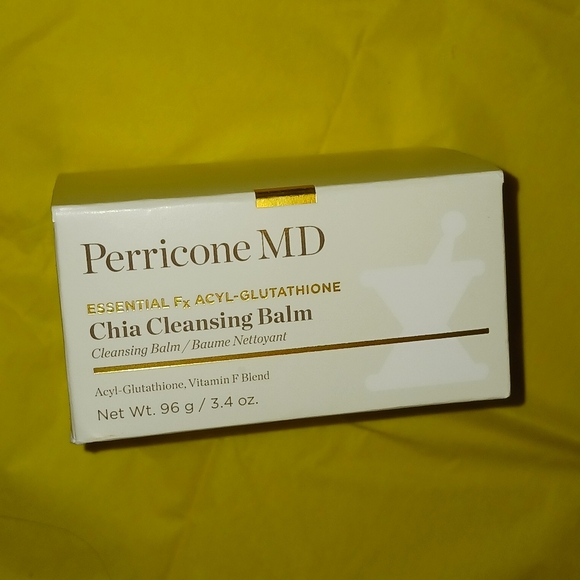 Perricone MD
ESSENTIAL Fx ACYL-GLUTATHIONE
Chia Cleansing Balm
Cleansing Balm / Baume Nettoyant
Acyl-Glutathione, Vitamin F Blend
Net Wt. 96 g / 3.4 oz.